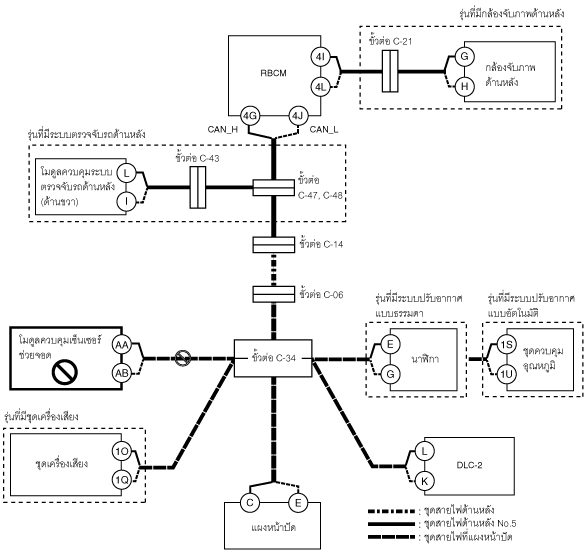 รุ่นที่มีกล้องจับภาพด้านหลัง
ขั้วต่อ C-21
RBCM
4I
4L
G
H
กล้องจับภาพ
ด้านหลัง
4G
4J
CAN_H
CAN_L
รุ่นที่มีระบบตรวจจับรถด้านหลัง
ขั้วต่อ C-43
โมดูลควบคุมระบบ
ตรวจจับรถด้านหลัง
(ด้านขวา)
L
I
ขั้วต่อ
C-47, C-48
ขั้วต่อ C-14
ขั้วต่อ C-06
รุ่นที่มีระบบปรับอากาศ
แบบธรรมดา
รุ่นที่มีระบบปรับอากาศ
แบบอัตโนมัติ
โมดูลควบคุมเซ็นเซอร์
ช่วยจอด
AA
AB
ขั้วต่อ C-34
E
G
นาฬิกา
1S
1U
ชุดควบคุม
อุณหภูมิ
รุ่นที่มีชุดเครื่องเสียง
ชุดเครื่องเสียง
1O
1Q
L
K
DLC-2
C
E
แผงหน้าปัด
: ชุดสายไฟด้านหลัง
: ชุดสายไฟด้านหลัง No.5
: ชุดสายไฟที่แผงหน้าปัด